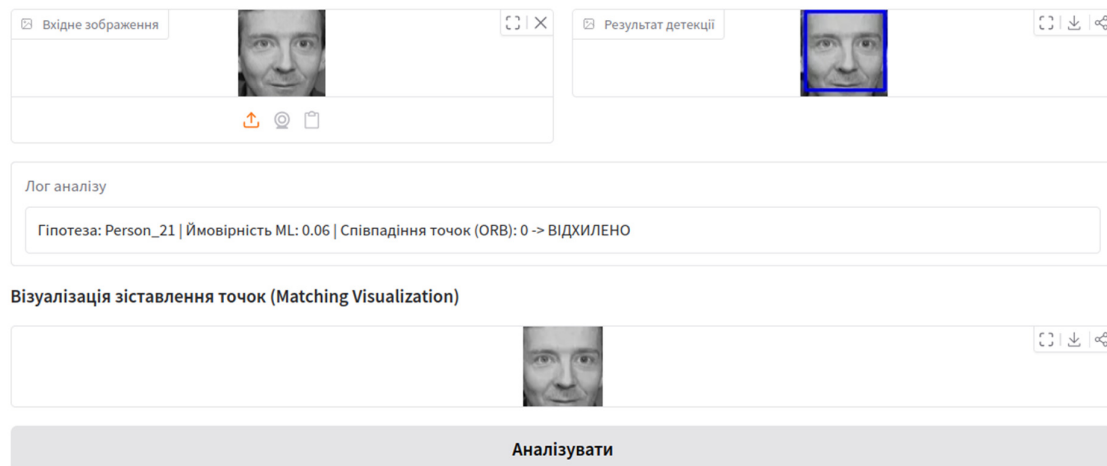 Вхідне зображення
Результат детекції
Лог аналізу
Гіпотеза: Person_21 | Ймовірність ML: 0.06 | Співпадіння точок (ORB): 0 -> ВІДХИЛЕНО
Візуалізація зіставлення точок (Matching Visualization)
Аналізувати